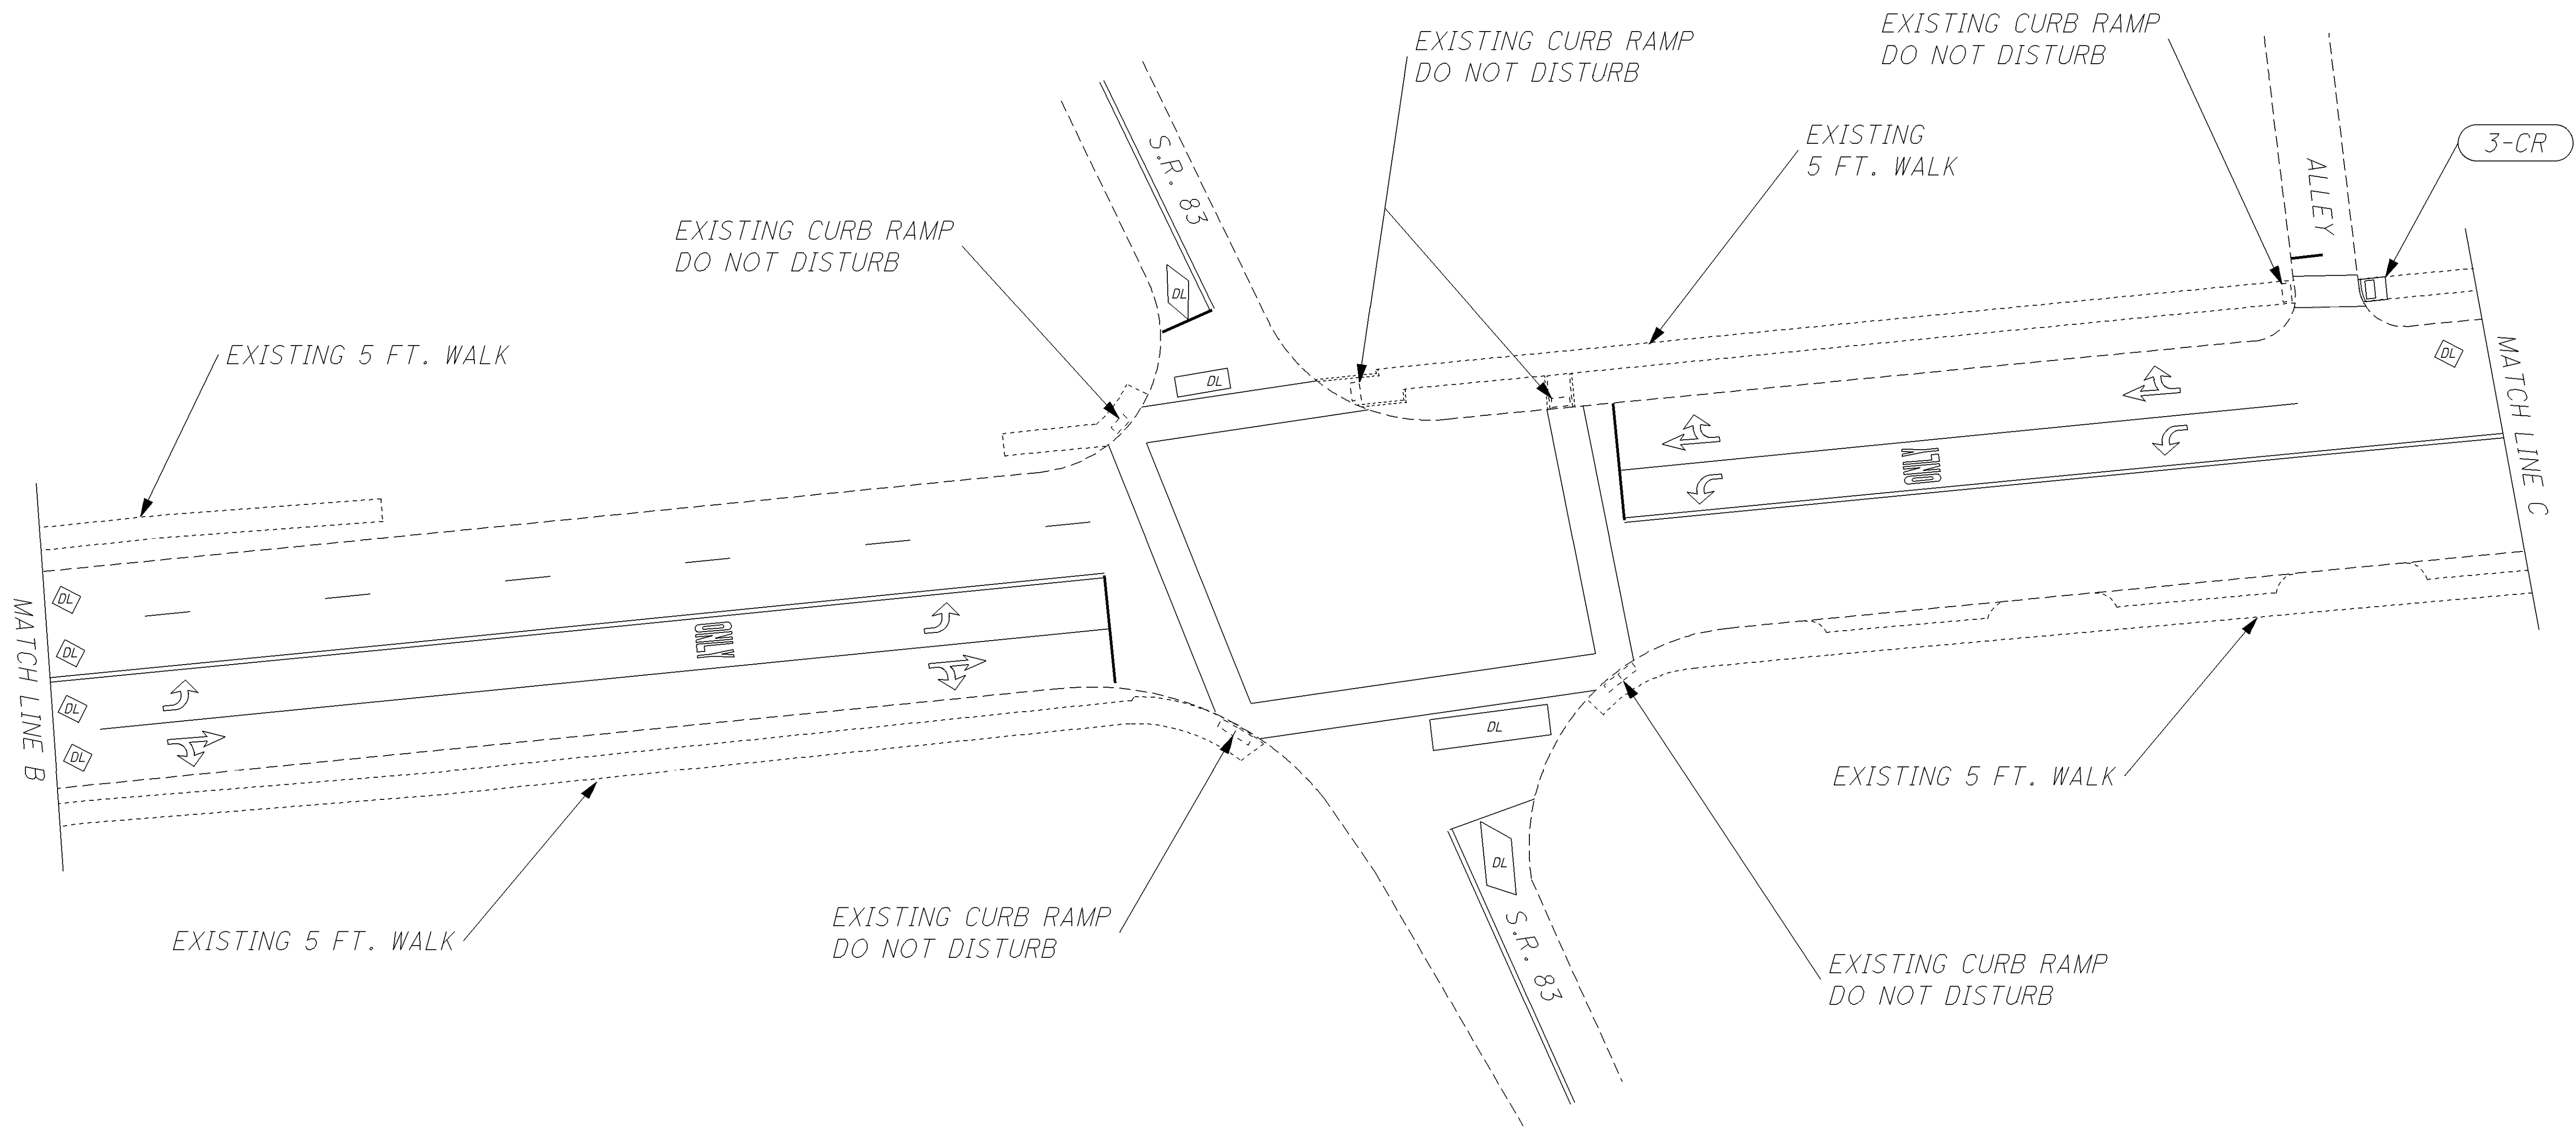 EXISTING CURB RAMP
DO NOT DISTURB
EXISTING CURB RAMP
DO NOT DISTURB
EXISTING
5 FT. WALK
3-CR
ALLEY
S.R. 83
EXISTING CURB RAMP
DO NOT DISTURB
DL
EXISTING 5 FT. WALK
DL
DL
MATCH LINE C
ONLY
DL
DL
DL
DL
MATCH LINE B
ONLY
DL
EXISTING 5 FT. WALK
DL
S.R. 83
EXISTING CURB RAMP
DO NOT DISTURB
EXISTING 5 FT. WALK
EXISTING CURB RAMP
DO NOT DISTURB